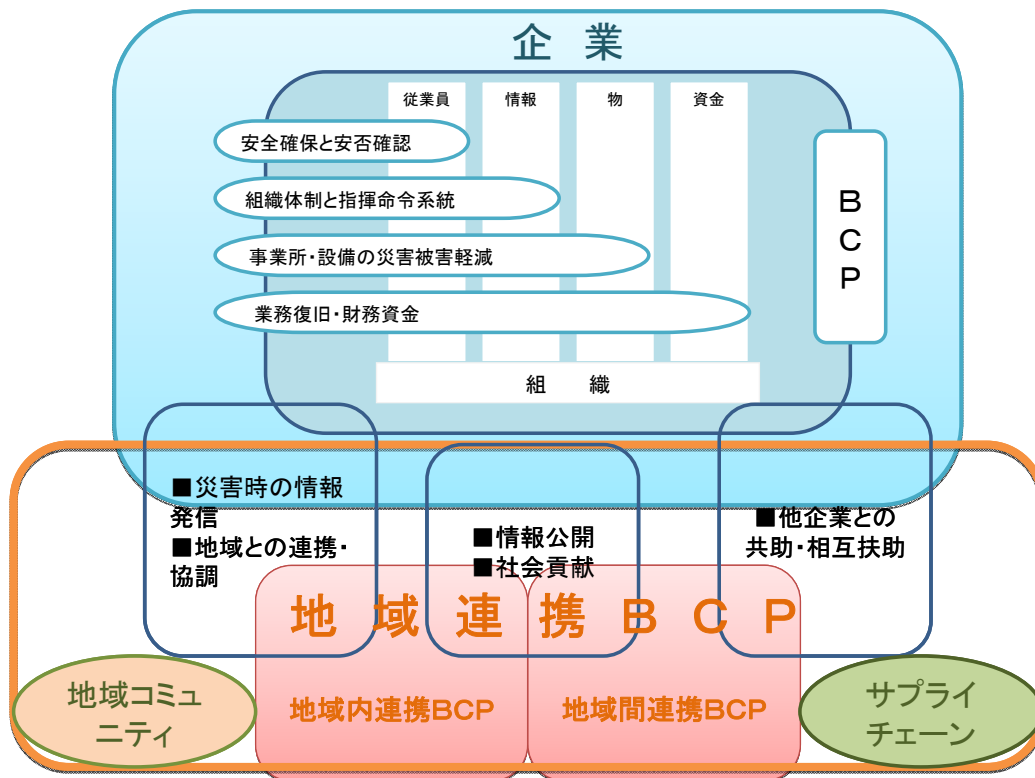 企 業
従業員 情報 物 資金
安全確保と安否確認
組織体制と指揮命令系統
事業所・設備の災害被害軽減
業務復旧・財務資金
組 織
B
C
P
■災害時の情報
発信
■地域との連携・
協調
■情報公開
■社会貢献
■他企業との
共助・相互扶助
地 域 連 携 B C P
地域内連携BCP
地域間連携BCP
地域コミュ
ニティ
サプライ
チェーン